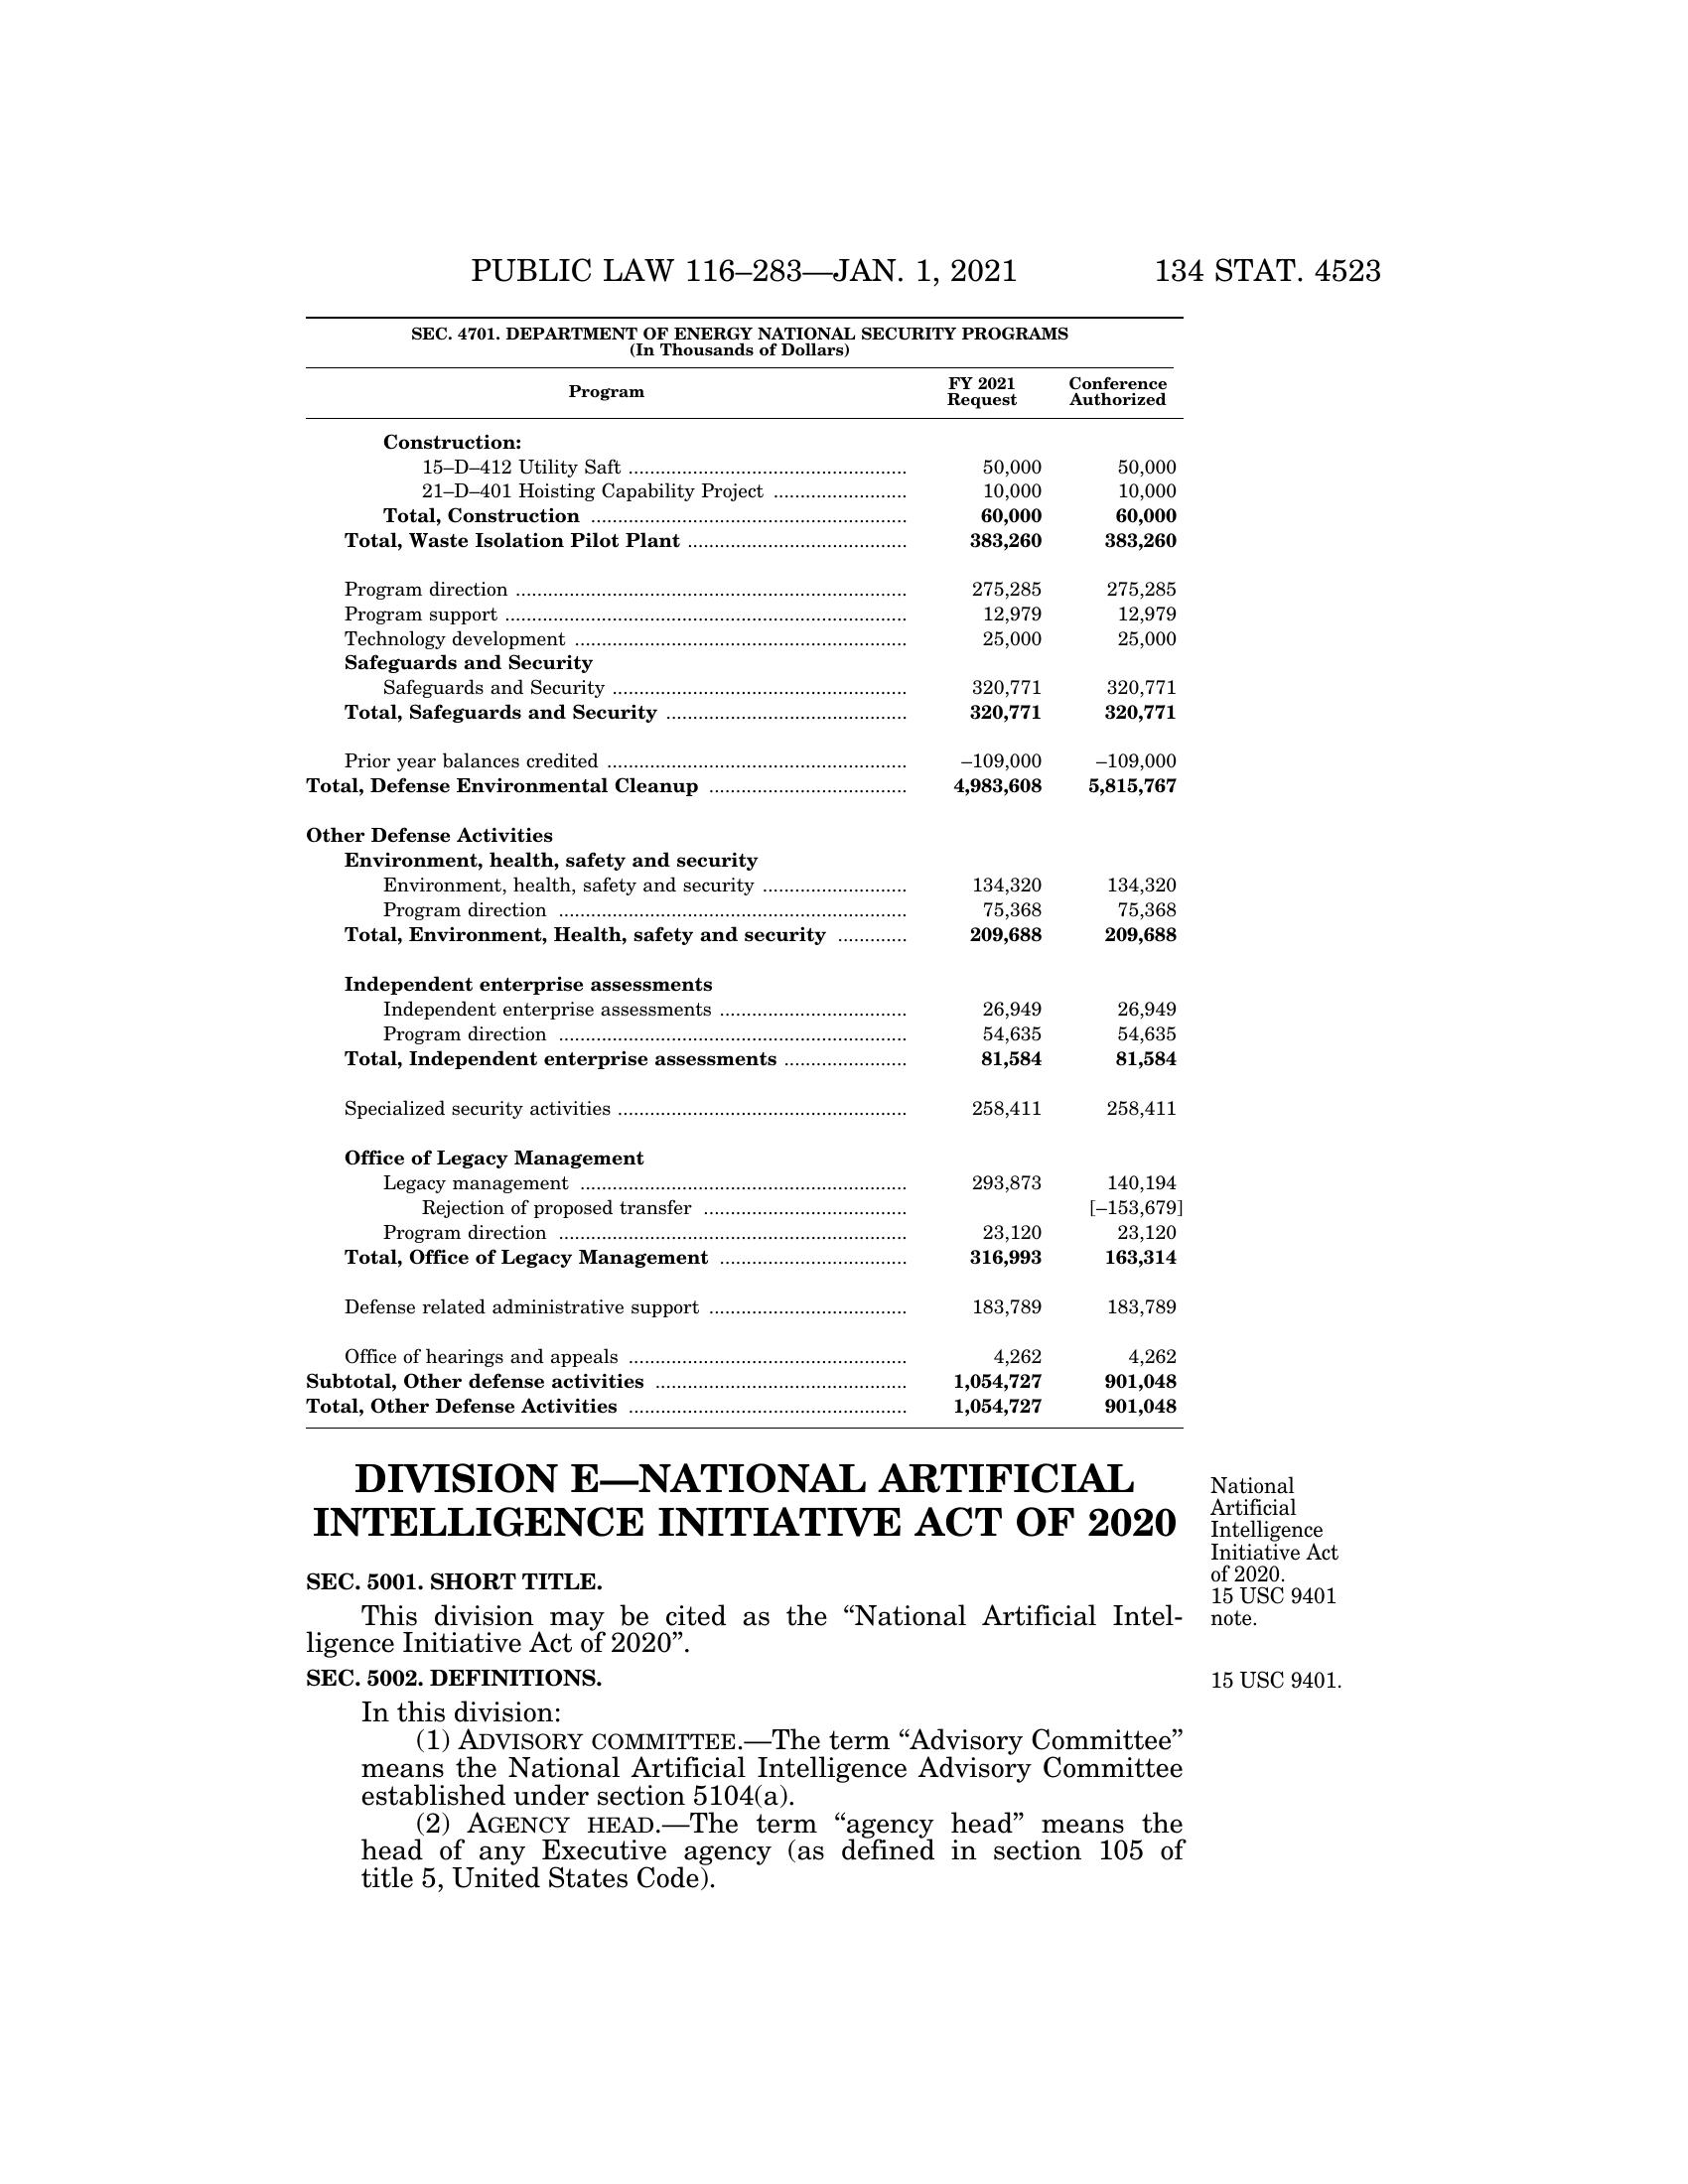 PUBLIC LAW 116–283—JAN. 1, 2021 134 STAT. 4523
SEC. 4701. DEPARTMENT OF ENERGY NATIONAL SECURITY PROGRAMS
(In Thousands of Dollars)
Program FY 2021 Request Conference Authorized
Construction:
15–D–412 Utility Saft .................................................... 50,000 50,000
21–D–401 Hoisting Capability Project ......................... 10,000 10,000
Total, Construction ........................................................... 60,000 60,000
Total, Waste Isolation Pilot Plant ......................................... 383,260 383,260
Program direction ......................................................................... 275,285 275,285
Program support ........................................................................... 12,979 12,979
Technology development .............................................................. 25,000 25,000
Safeguards and Security
Safeguards and Security ....................................................... 320,771 320,771
Total, Safeguards and Security ............................................. 320,771 320,771
Prior year balances credited ........................................................ –109,000 –109,000
Total, Defense Environmental Cleanup ..................................... 4,983,608 5,815,767
Other Defense Activities
Environment, health, safety and security
Environment, health, safety and security ........................... 134,320 134,320
Program direction ................................................................. 75,368 75,368
Total, Environment, Health, safety and security ............. 209,688 209,688
Independent enterprise assessments
Independent enterprise assessments ................................... 26,949 26,949
Program direction ................................................................. 54,635 54,635
Total, Independent enterprise assessments ....................... 81,584 81,584
Specialized security activities ...................................................... 258,411 258,411
Office of Legacy Management
Legacy management ............................................................. 293,873 140,194
Rejection of proposed transfer ...................................... [–153,679]
Program direction ................................................................. 23,120 23,120
Total, Office of Legacy Management ................................... 316,993 163,314
Defense related administrative support ..................................... 183,789 183,789
Office of hearings and appeals .................................................... 4,262 4,262
Subtotal, Other defense activities ............................................... 1,054,727 901,048
Total, Other Defense Activities .................................................... 1,054,727 901,048
DIVISION E—NATIONAL ARTIFICIAL
INTELLIGENCE INITIATIVE ACT OF 2020
National
Artificial
Intelligence
Initiative Act
of 2020.
15 USC 9401
note.
SEC. 5001. SHORT TITLE.
This division may be cited as the “National Artificial Intel-
ligence Initiative Act of 2020”.
SEC. 5002. DEFINITIONS.
15 USC 9401.
In this division:
(1) ADVISORY COMMITTEE.—The term “Advisory Committee”
means the National Artificial Intelligence Advisory Committee
established under section 5104(a).
(2) AGENCY HEAD.—The term “agency head” means the
head of any Executive agency (as defined in section 105 of
title 5, United States Code).